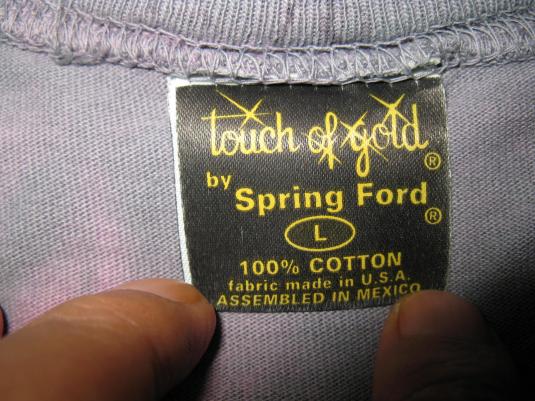 touch of gold ®
by
Spring Ford ®
L
100% COTTON
fabric made in U.S.A.
ASSEMBLED IN MEXICO